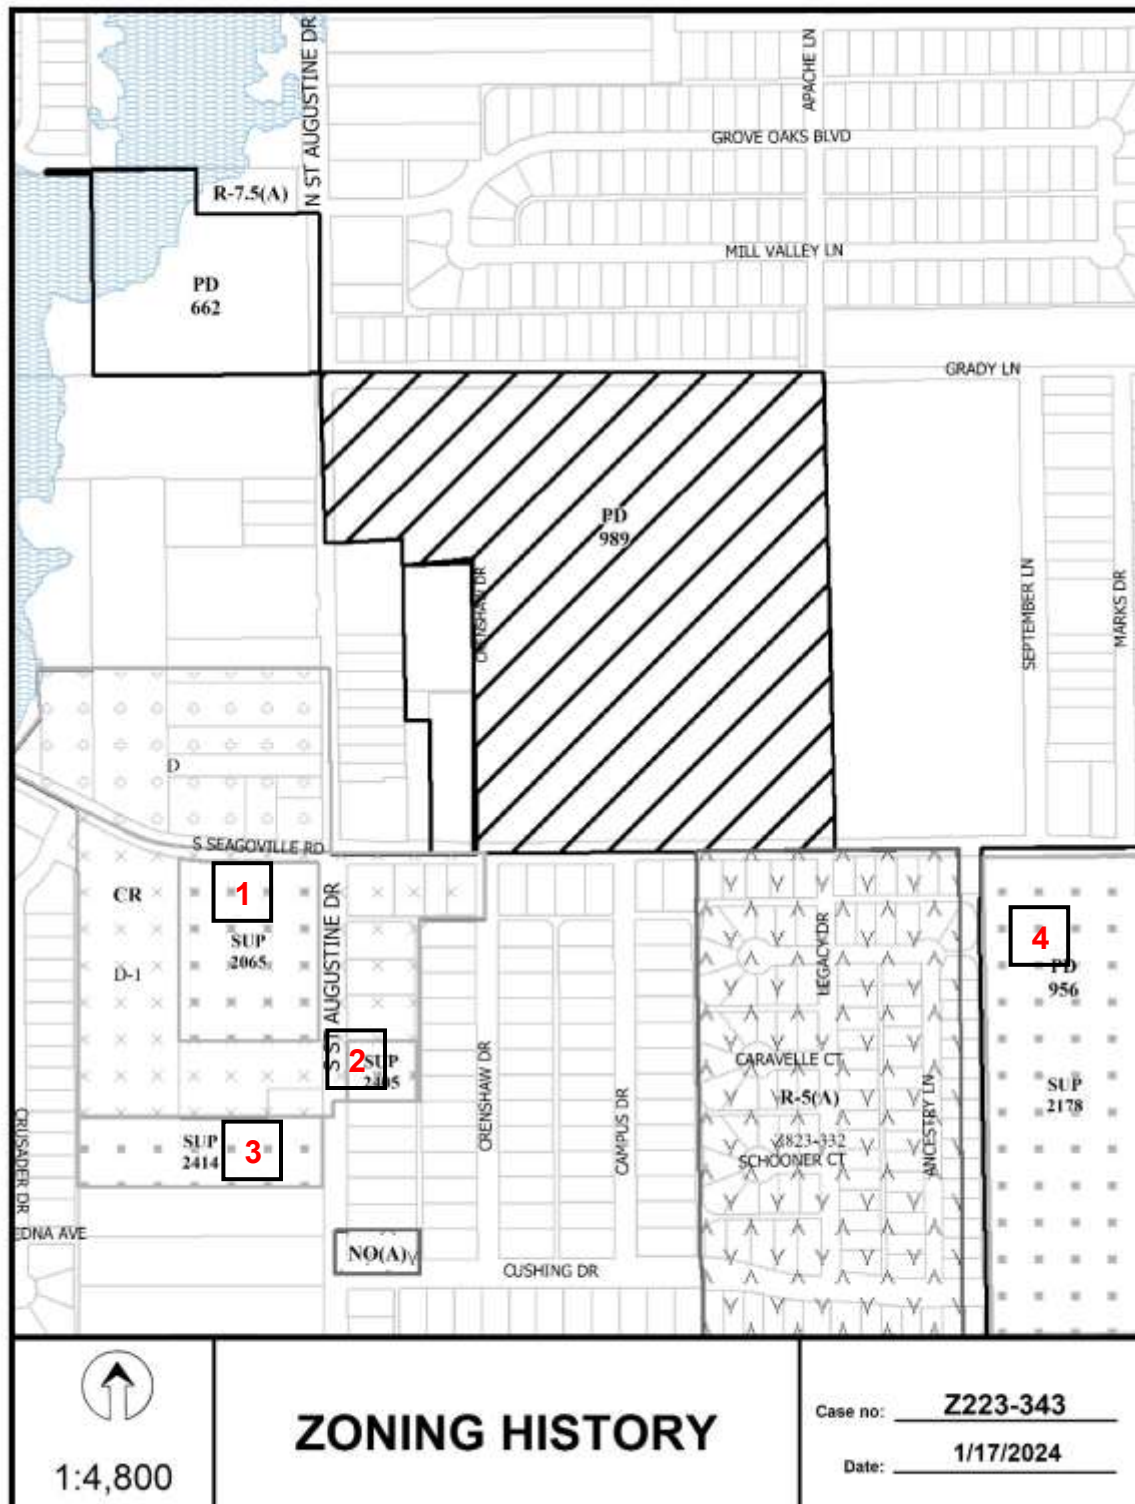 N ST AUGUSTINE DR
APACHE LN
GROVE OAKS BLVD
R-7.5(A)
MILL VALLEY LN
PD
662
GRADY LN
PD
989
CRENSHAW DR
SEPTEMBER LN
MARKS DR
D
S SEAGOVILLE RD
1
CR
SUP
2065
D-1
S ST AUGUSTINE DR
LEGACY DR
4
PD
956
2
SUP
CRENSHAW DR
CAMPUS DR
CARAVELLE CT
R-5(A)
ANCESTRY LN
SUP
2178
CRUSADER DR
SUP
2414
3
Z823-332
SCHOONER CT
EDNA AVE
NO(A)
CUSHING DR
1:4,800
ZONING HISTORY
Case no: Z223-343
Date: 1/17/2024